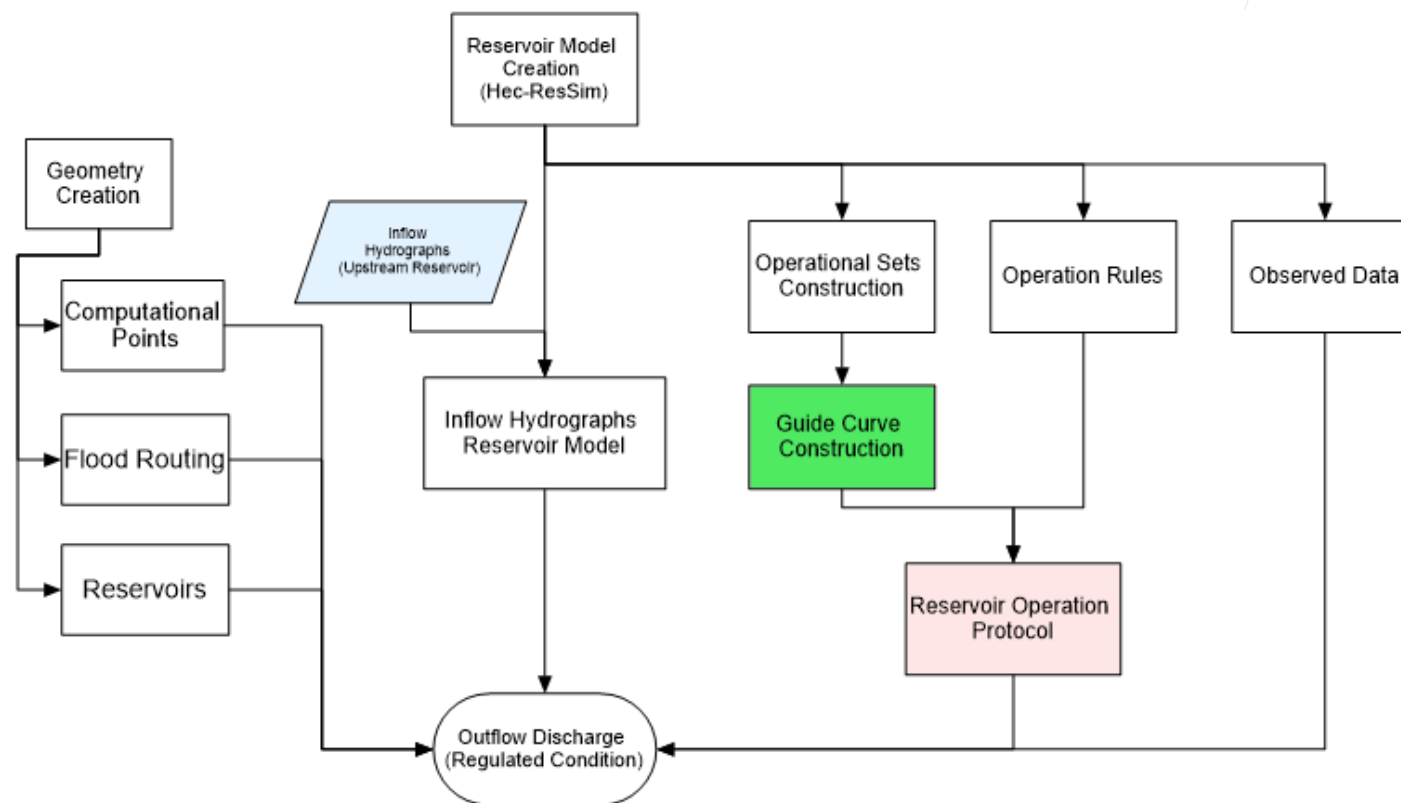 Reservoir Model
Creation
(Hec-ResSim)
Geometry
Creation
Inflow
Hydrographs
(Upstream Reservoir)
Operational Sets
Construction
Operation Rules
Observed Data
Computational
Points
Inflow Hydrographs
Reservoir Model
Guide Curve
Construction
Flood Routing
Reservoirs
Reservoir Operation
Protocol
Outflow Discharge
(Regulated Condition)